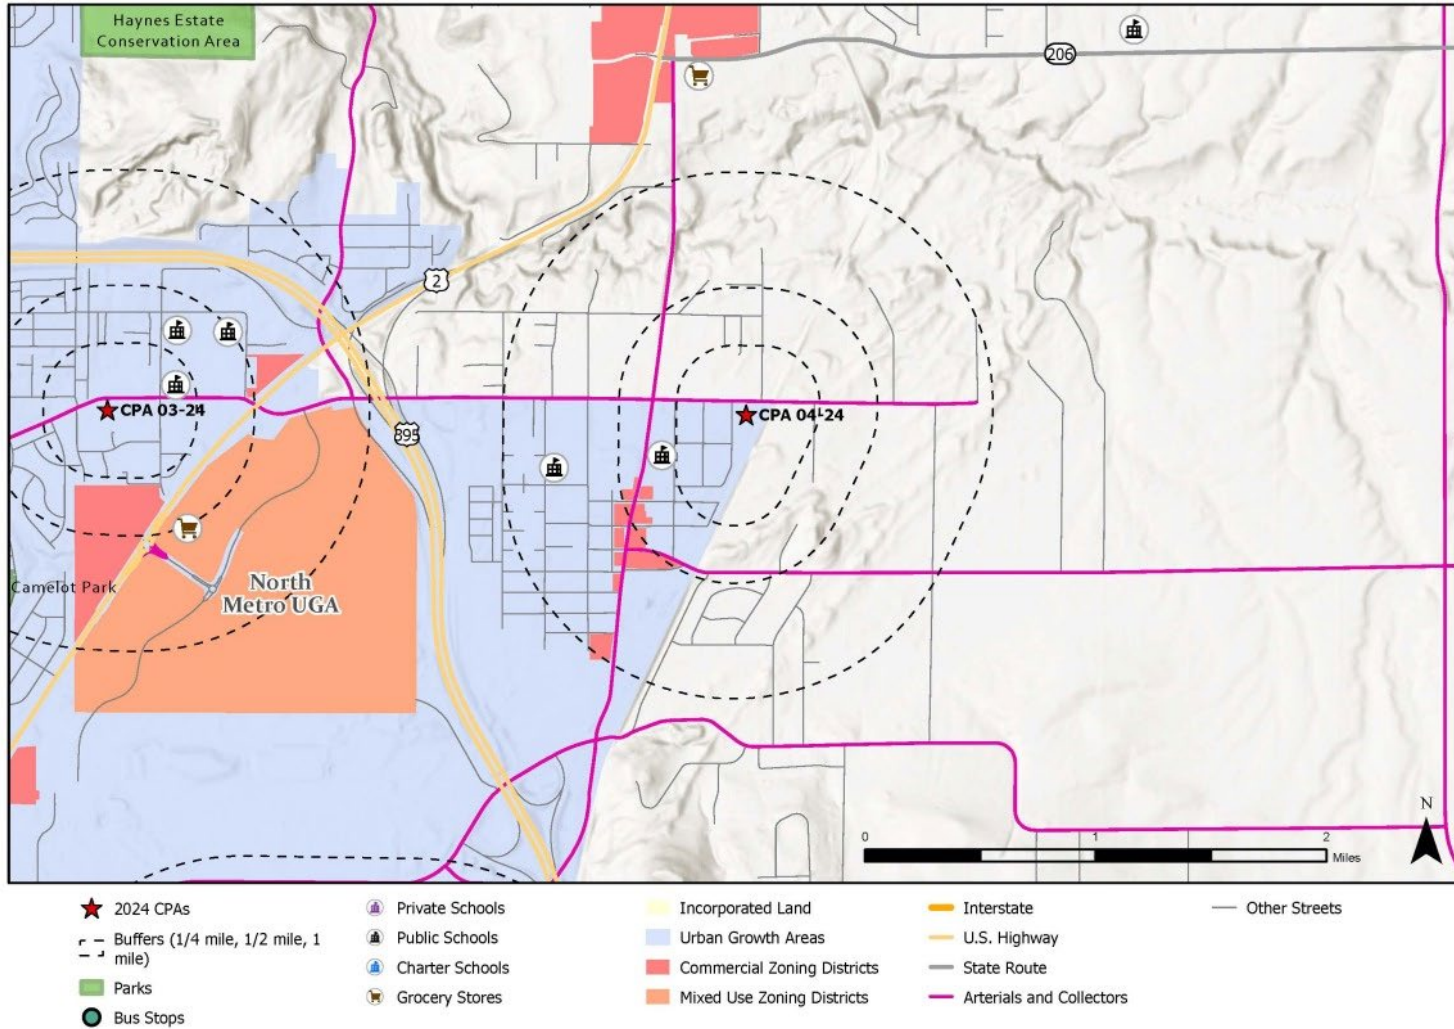 Haynes Estate
Conservation Area
206
2
CPA 03-24
CPA 04-24
395
Camelot Park
North
Metro UGA
N
0
1
2
Miles
2024 CPAs
Buffers (1/4 mile, 1/2 mile, 1
mile)
Parks
Bus Stops
Private Schools
Public Schools
Charter Schools
Grocery Stores
Incorporated Land
Urban Growth Areas
Commercial Zoning Districts
Mixed Use Zoning Districts
Interstate
U.S. Highway
State Route
Arterials and Collectors
Other Streets